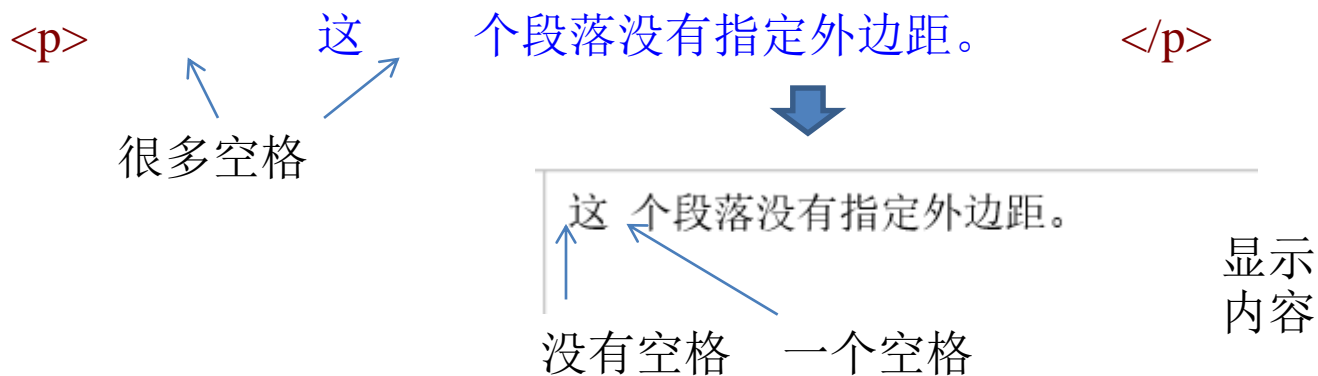 <p> 这 个段落没有指定外边距。 </p>
很多空格
这 个段落没有指定外边距。
显示
内容
没有空格 一个空格